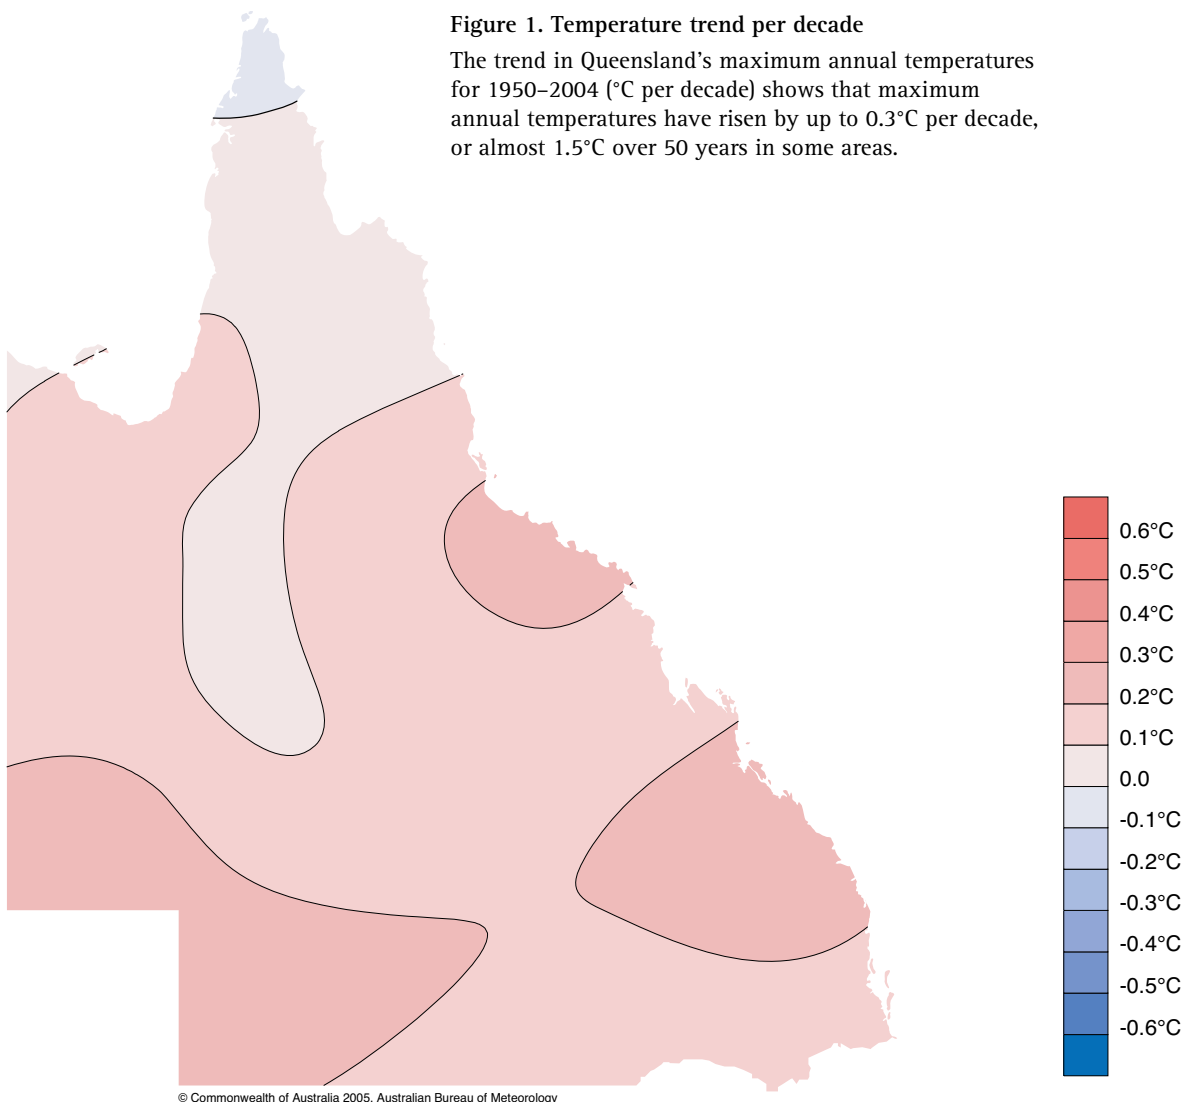 Figure 1. Temperature trend per decade
The trend in Queensland's maximum annual temperatures
for 1950–2004 (°C per decade) shows that maximum
annual temperatures have risen by up to 0.3°C per decade,
or almost 1.5°C over 50 years in some areas.
0.6°C
0.5°C
0.4°C
0.3°C
0.2°C
0.1°C
0.0
-0.1°C
-0.2°C
-0.3°C
-0.4°C
-0.5°C
-0.6°C
© Commonwealth of Australia 2005, Australian Bureau of Meteorology